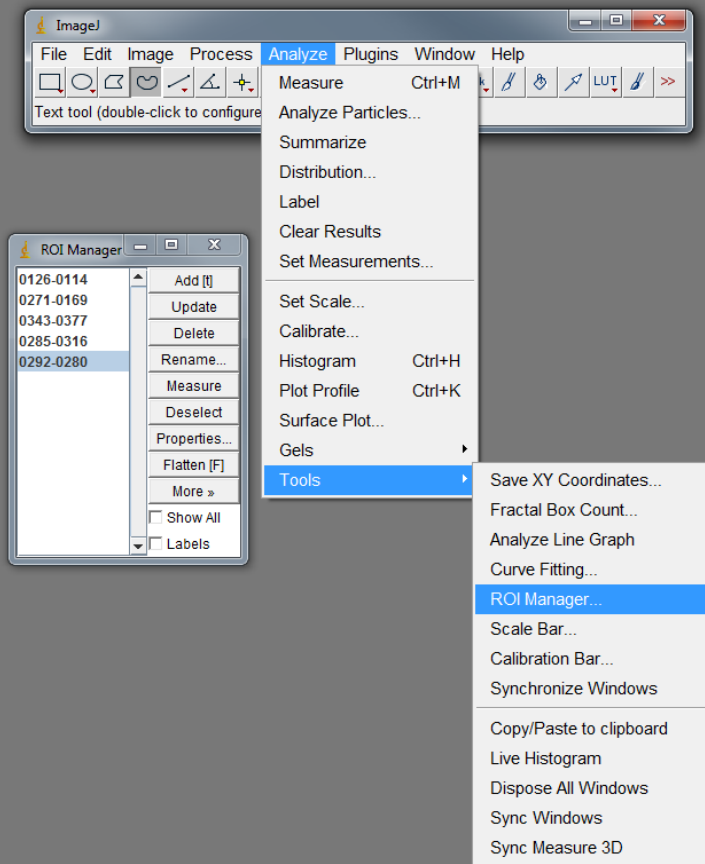 ImageJ
File Edit Image Process Analyze Plugins Window Help
LUT >>
Text tool (double-click to configure
Measure Ctrl+M
Analyze Particles...
Summarize
Distribution...
Label
Clear Results
Set Measurements...
Set Scale...
Calibrate...
Histogram Ctrl+H
Plot Profile Ctrl+K
Surface Plot...
Gels
Tools
Save XY Coordinates...
Fractal Box Count...
Analyze Line Graph
Curve Fitting...
ROI Manager...
Scale Bar...
Calibration Bar...
Synchronize Windows
Copy/Paste to clipboard
Live Histogram
Dispose All Windows
Sync Windows
Sync Measure 3D
ROI Manager
0126-0114
0271-0169
0343-0377
0285-0316
0292-0280
Add [t]
Update
Delete
Rename...
Measure
Deselect
Properties...
Flatten [F]
More »
Show All
Labels